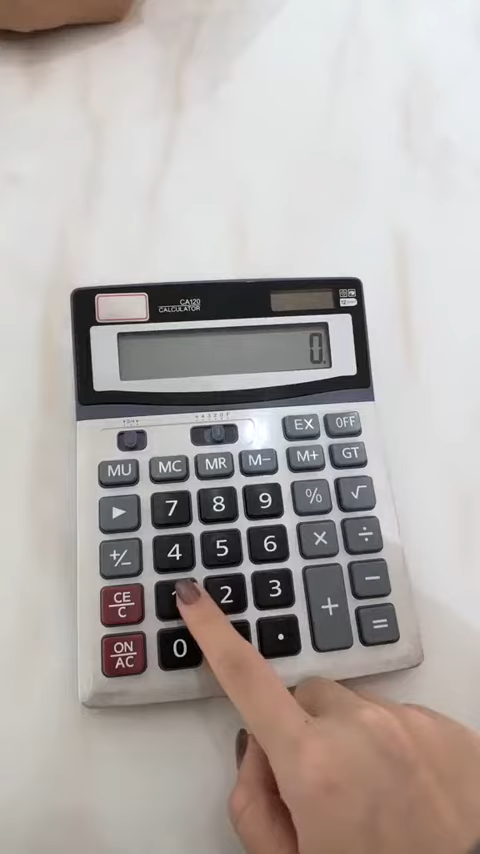 CA120
CALCULATOR
0.
EX OFF
MU MC MR M− M+ GT
▶ 7 8 9 % √
+/− 4 5 6 × ÷
CE/C 1 2 3 + −
ON/AC 0 • =